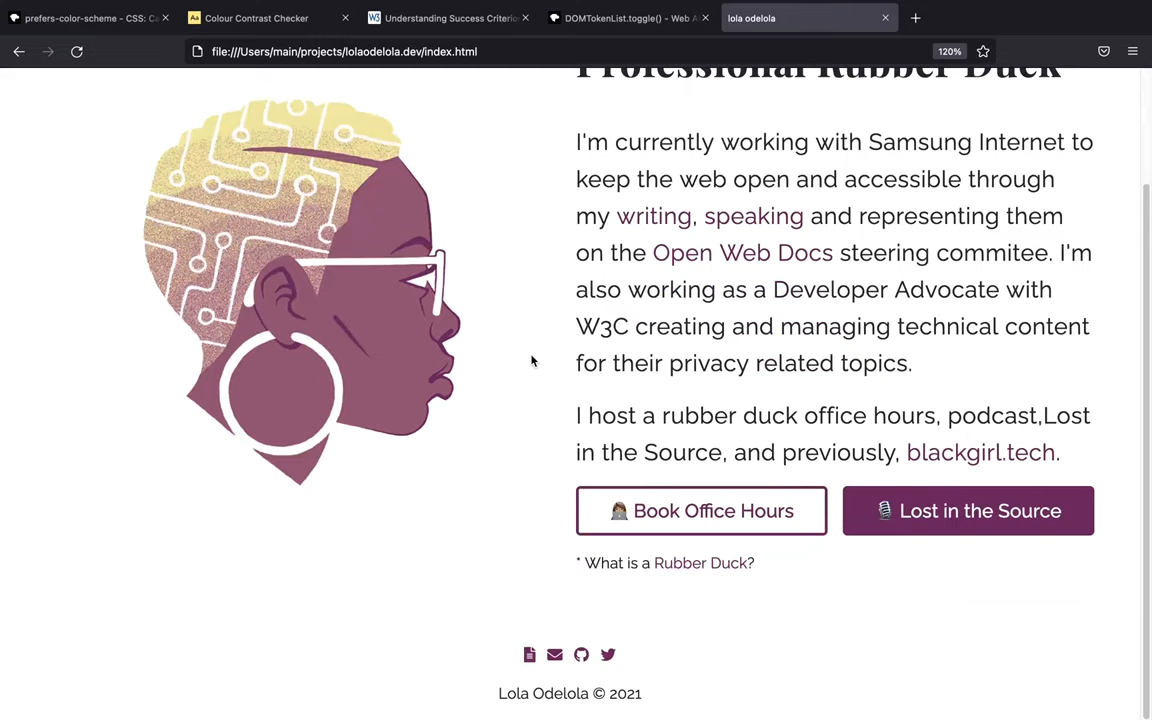 prefers-color-scheme - CSS: Ca
Colour Contrast Checker
Understanding Success Criterio
DOMTokenList.toggle() - Web A
lola odelola
file:///Users/main/projects/lolaodelola.dev/index.html
120%
Professional Rubber Duck
I'm currently working with Samsung Internet to
keep the web open and accessible through
my writing, speaking and representing them
on the Open Web Docs steering commitee. I'm
also working as a Developer Advocate with
W3C creating and managing technical content
for their privacy related topics.
I host a rubber duck office hours, podcast,Lost
in the Source, and previously, blackgirl.tech.
Book Office Hours
Lost in the Source
* What is a Rubber Duck?
Lola Odelola © 2021